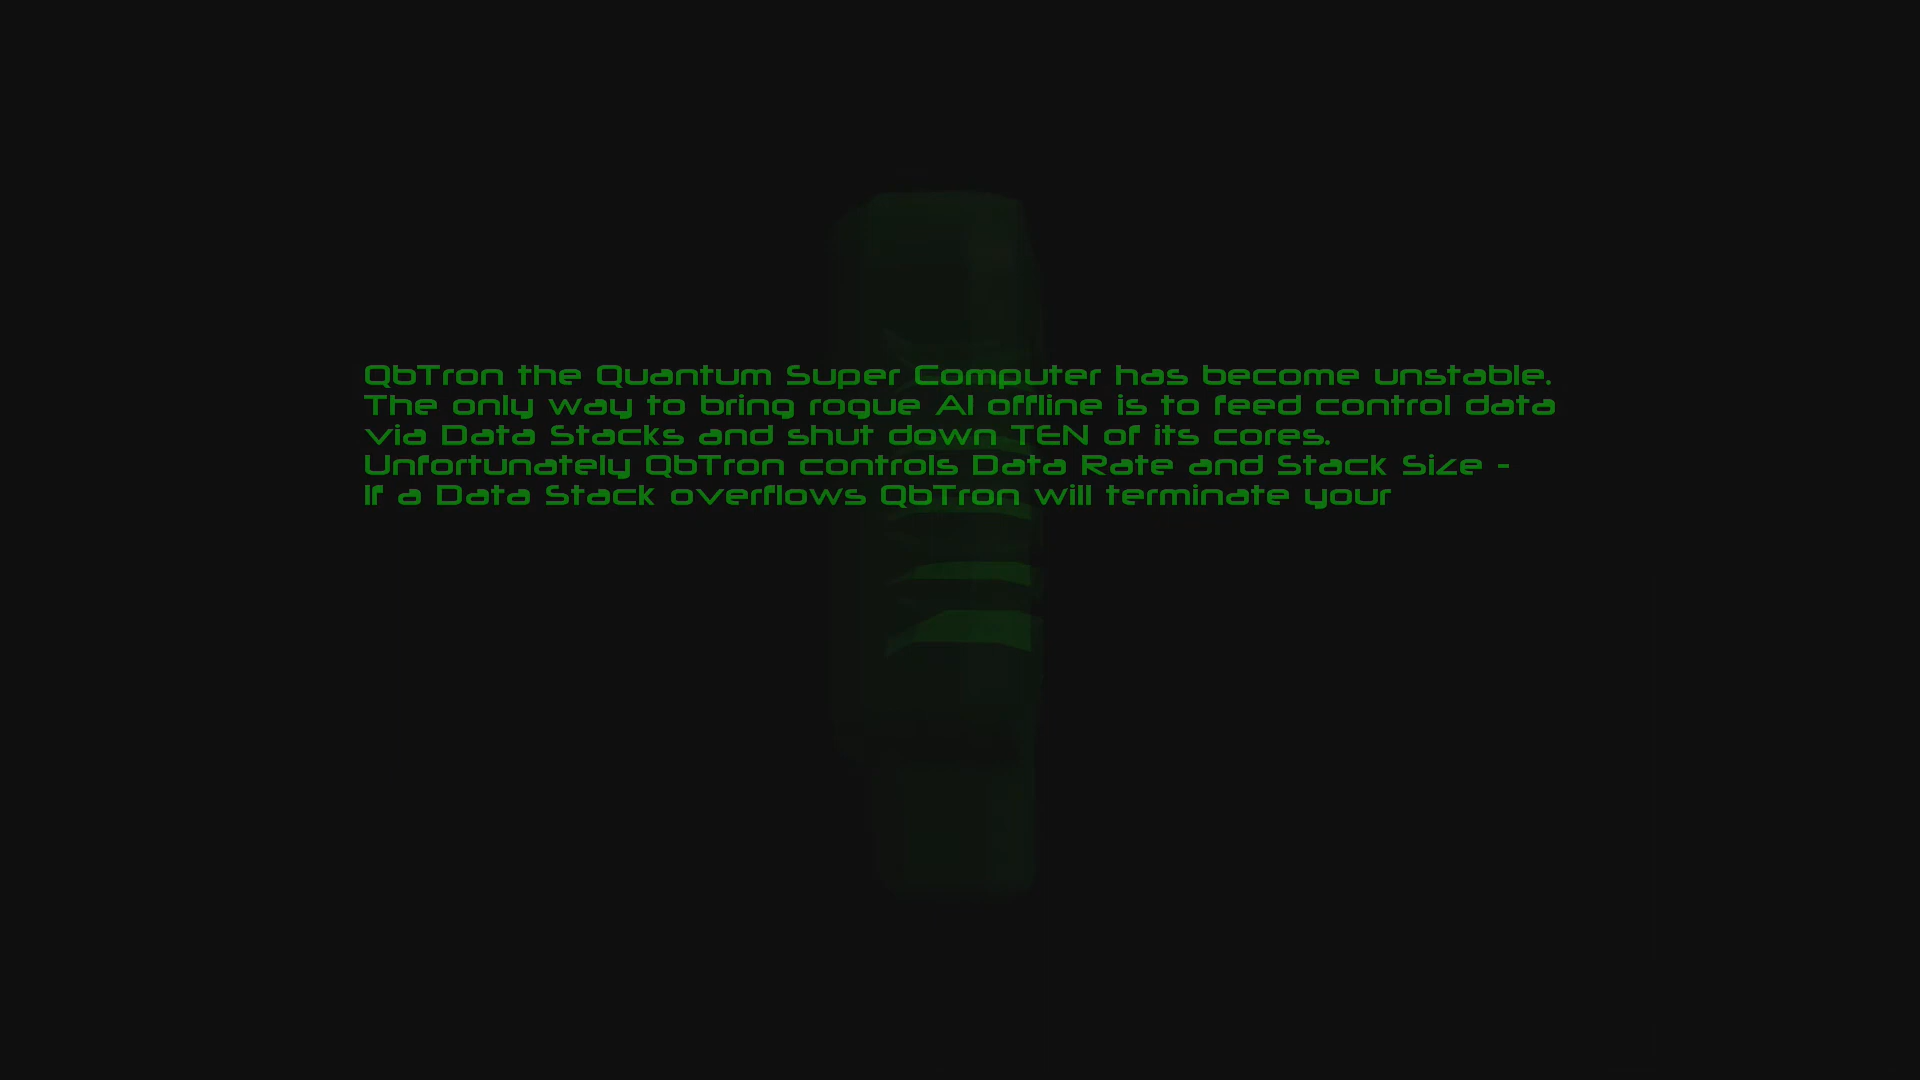 QbTron the Quantum Super Computer has become unstable.
The only way to bring rogue AI offline is to feed control data
via Data Stacks and shut down TEN of its cores.
Unfortunately QbTron controls Data Rate and Stack Size -
If a Data Stack overflows QbTron will terminate your